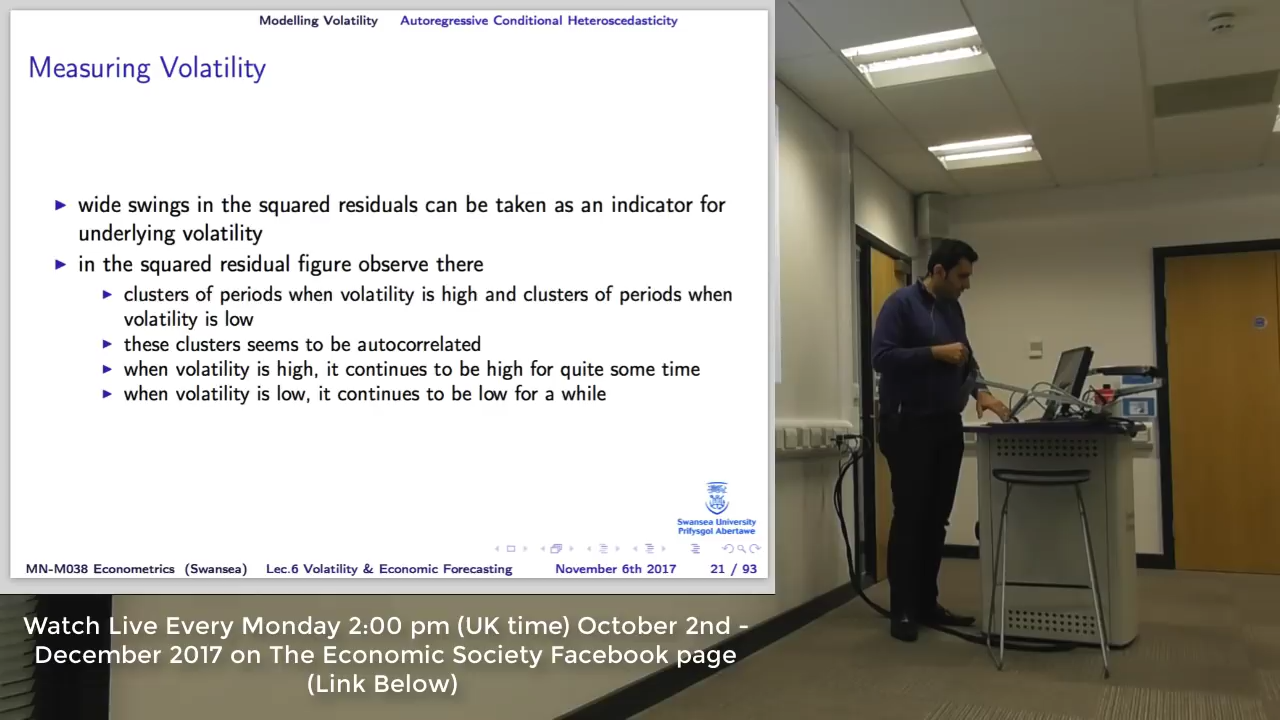 Modelling Volatility Autoregressive Conditional Heteroscedasticity
Measuring Volatility
wide swings in the squared residuals can be taken as an indicator for
underlying volatility
in the squared residual figure observe there
clusters of periods when volatility is high and clusters of periods when
volatility is low
these clusters seems to be autocorrelated
when volatility is high, it continues to be high for quite some time
when volatility is low, it continues to be low for a while
Swansea University
Prifysgol Abertawe
MN-M038 Econometrics (Swansea) Lec.6 Volatility & Economic Forecasting November 6th 2017 21 / 93
Watch Live Every Monday 2:00 pm (UK time) October 2nd -
December 2017 on The Economic Society Facebook page
(Link Below)